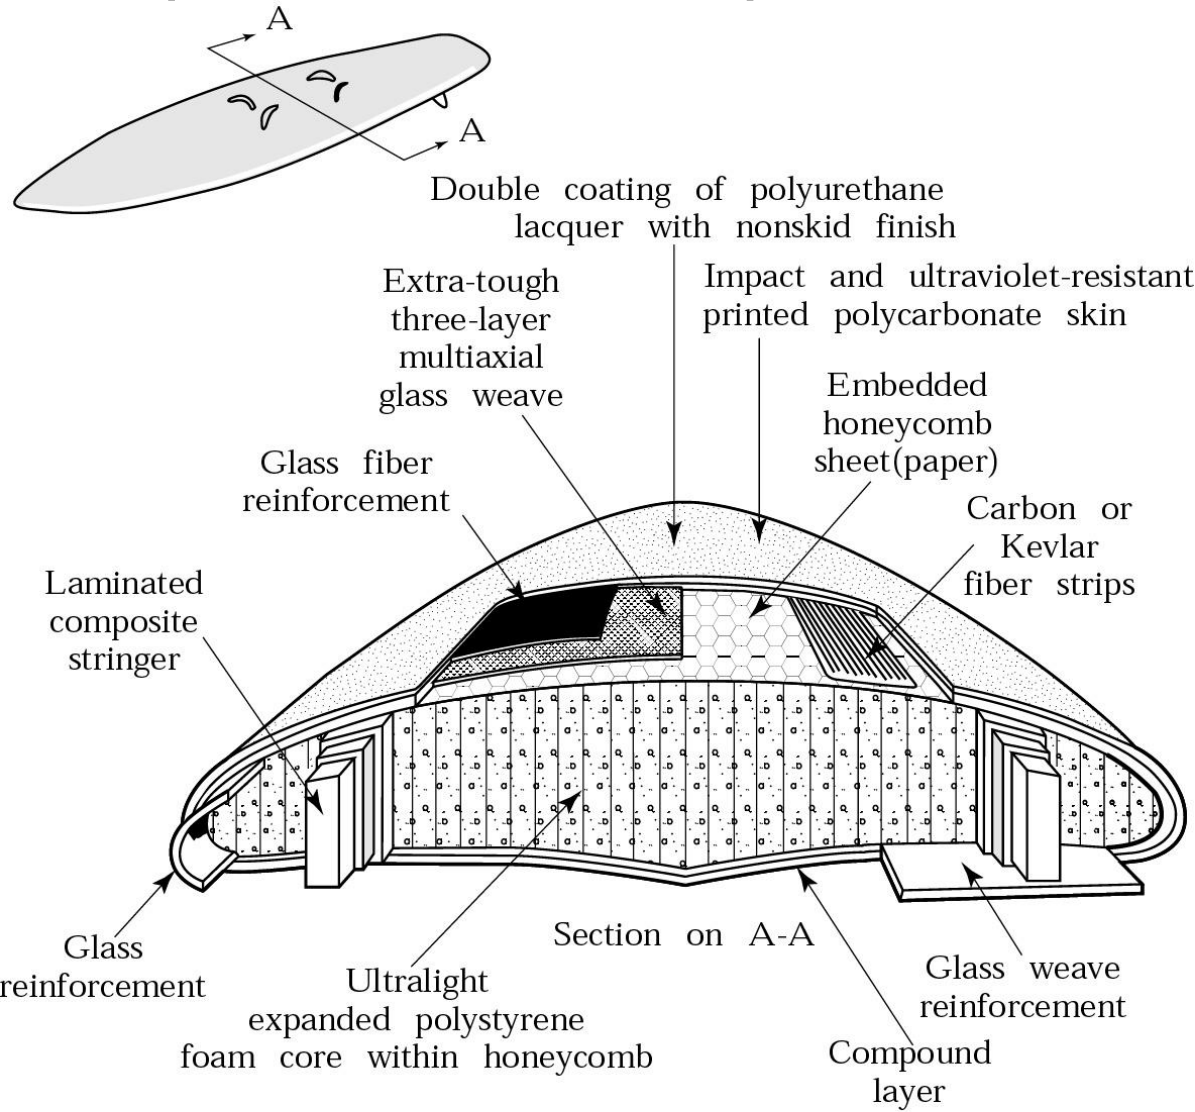 A
A
Double coating of polyurethane
lacquer with nonskid finish
Extra-tough
three-layer
multiaxial
glass weave
Impact and ultraviolet-resistant
printed polycarbonate skin
Embedded
honeycomb
sheet(paper)
Glass fiber
reinforcement
Carbon or
Kevlar
fiber strips
Laminated
composite
stringer
Section on A-A
Glass
reinforcement
Ultralight
expanded polystyrene
foam core within honeycomb
Glass weave
reinforcement
Compound
layer